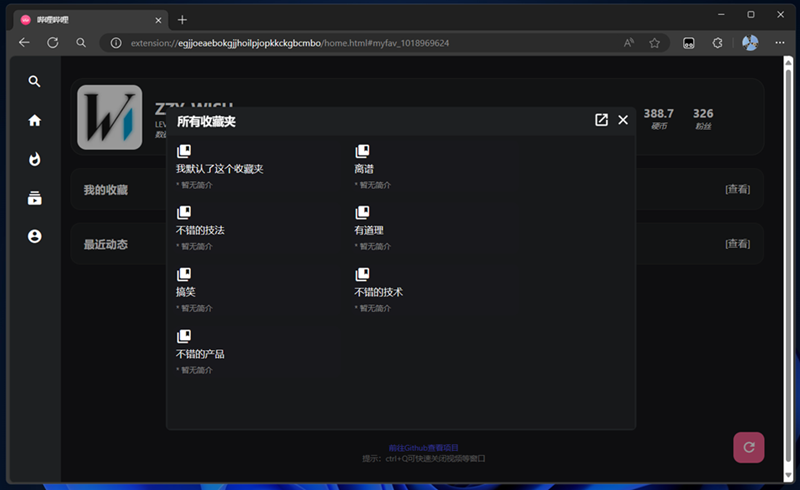 哔哩哔哩
extension://egjjoeaebokgjjhoilpjopkkckgbcmbo/home.html#myfav_1018969624
ZZY_WISH
388.7
326
硬币
粉丝
所有收藏夹
我默认了这个收藏夹
* 暂无简介
离谱
* 暂无简介
不错的技法
* 暂无简介
有道理
* 暂无简介
搞笑
* 暂无简介
不错的技术
* 暂无简介
不错的产品
* 暂无简介
我的收藏
[查看]
最近动态
[查看]
前往Github查看项目
提示：ctrl+Q可快速关闭视频等窗口